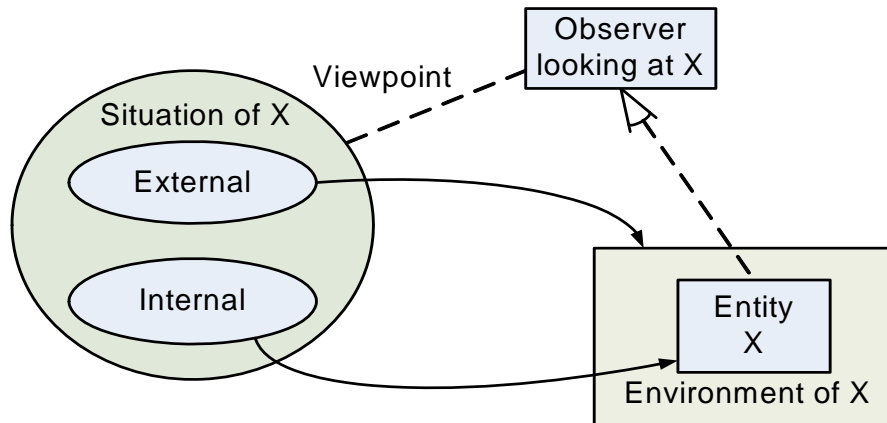 Observer
looking at X
Viewpoint
Situation of X
External
Internal
Entity
X
Environment of X